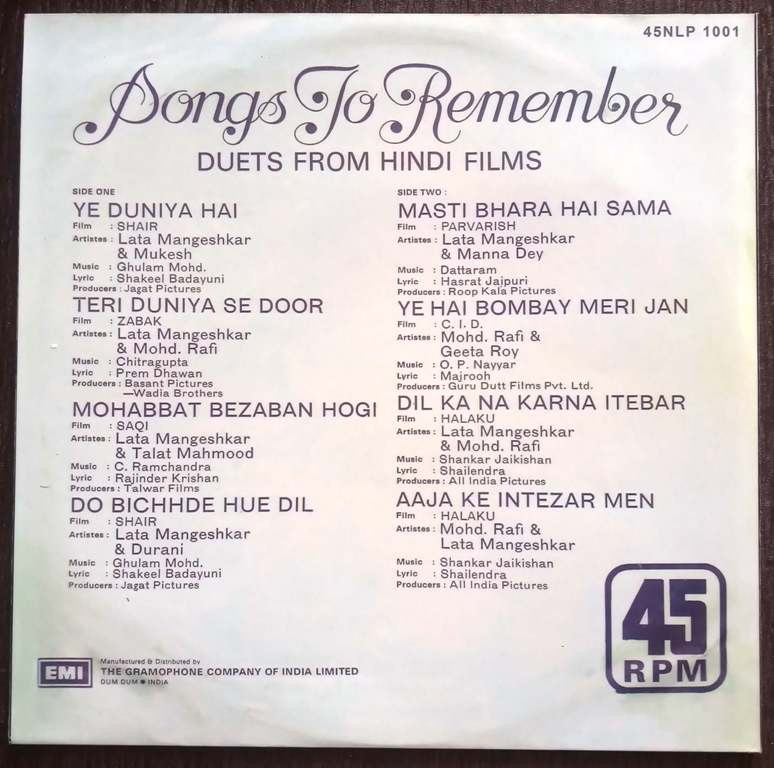 45NLP 1001
Songs To Remember
DUETS FROM HINDI FILMS
SIDE ONE
YE DUNIYA HAI
Film : SHAIR
Artistes : Lata Mangeshkar
& Mukesh
Music : Ghulam Mohd.
Lyric : Shakeel Badayuni
Producers : Jagat Pictures
TERI DUNIYA SE DOOR
Film : ZABAK
Artistes : Lata Mangeshkar
& Mohd. Rafi
Music : Chitragupta
Lyric : Prem Dhawan
Producers : Basant Pictures
—Wadia Brothers
MOHABBAT BEZABAN HOGI
Film : SAQI
Artistes : Lata Mangeshkar
& Talat Mahmood
Music : C. Ramchandra
Lyric : Rajinder Krishan
Producers : Talwar Films
DO BICHHDE HUE DIL
Film : SHAIR
Artistes : Lata Mangeshkar
& Durani
Music : Ghulam Mohd.
Lyric : Shakeel Badayuni
Producers : Jagat Pictures
SIDE TWO :
MASTI BHARA HAI SAMA
Film : PARVARISH
Artistes : Lata Mangeshkar
& Manna Dey
Music : Dattaram
Lyric : Hasrat Jaipuri
Producers : Roop Kala Pictures
YE HAI BOMBAY MERI JAN
Film : C. I. D.
Artistes : Mohd. Rafi &
Geeta Roy
Music : O. P. Nayyar
Lyric : Majrooh
Producers : Guru Dutt Films Pvt. Ltd.
DIL KA NA KARNA ITEBAR
Film : HALAKU
Artistes : Lata Mangeshkar
& Mohd. Rafi
Music : Shankar Jaikishan
Lyric : Shailendra
Producers : All India Pictures
AAJA KE INTEZAR MEN
Film : HALAKU
Artistes : Mohd. Rafi &
Lata Mangeshkar
Music : Shankar Jaikishan
Lyric : Shailendra
Producers : All India Pictures
45
RPM
EMI
Manufactured & Distributed by
THE GRAMOPHONE COMPANY OF INDIA LIMITED
DUM DUM ● INDIA